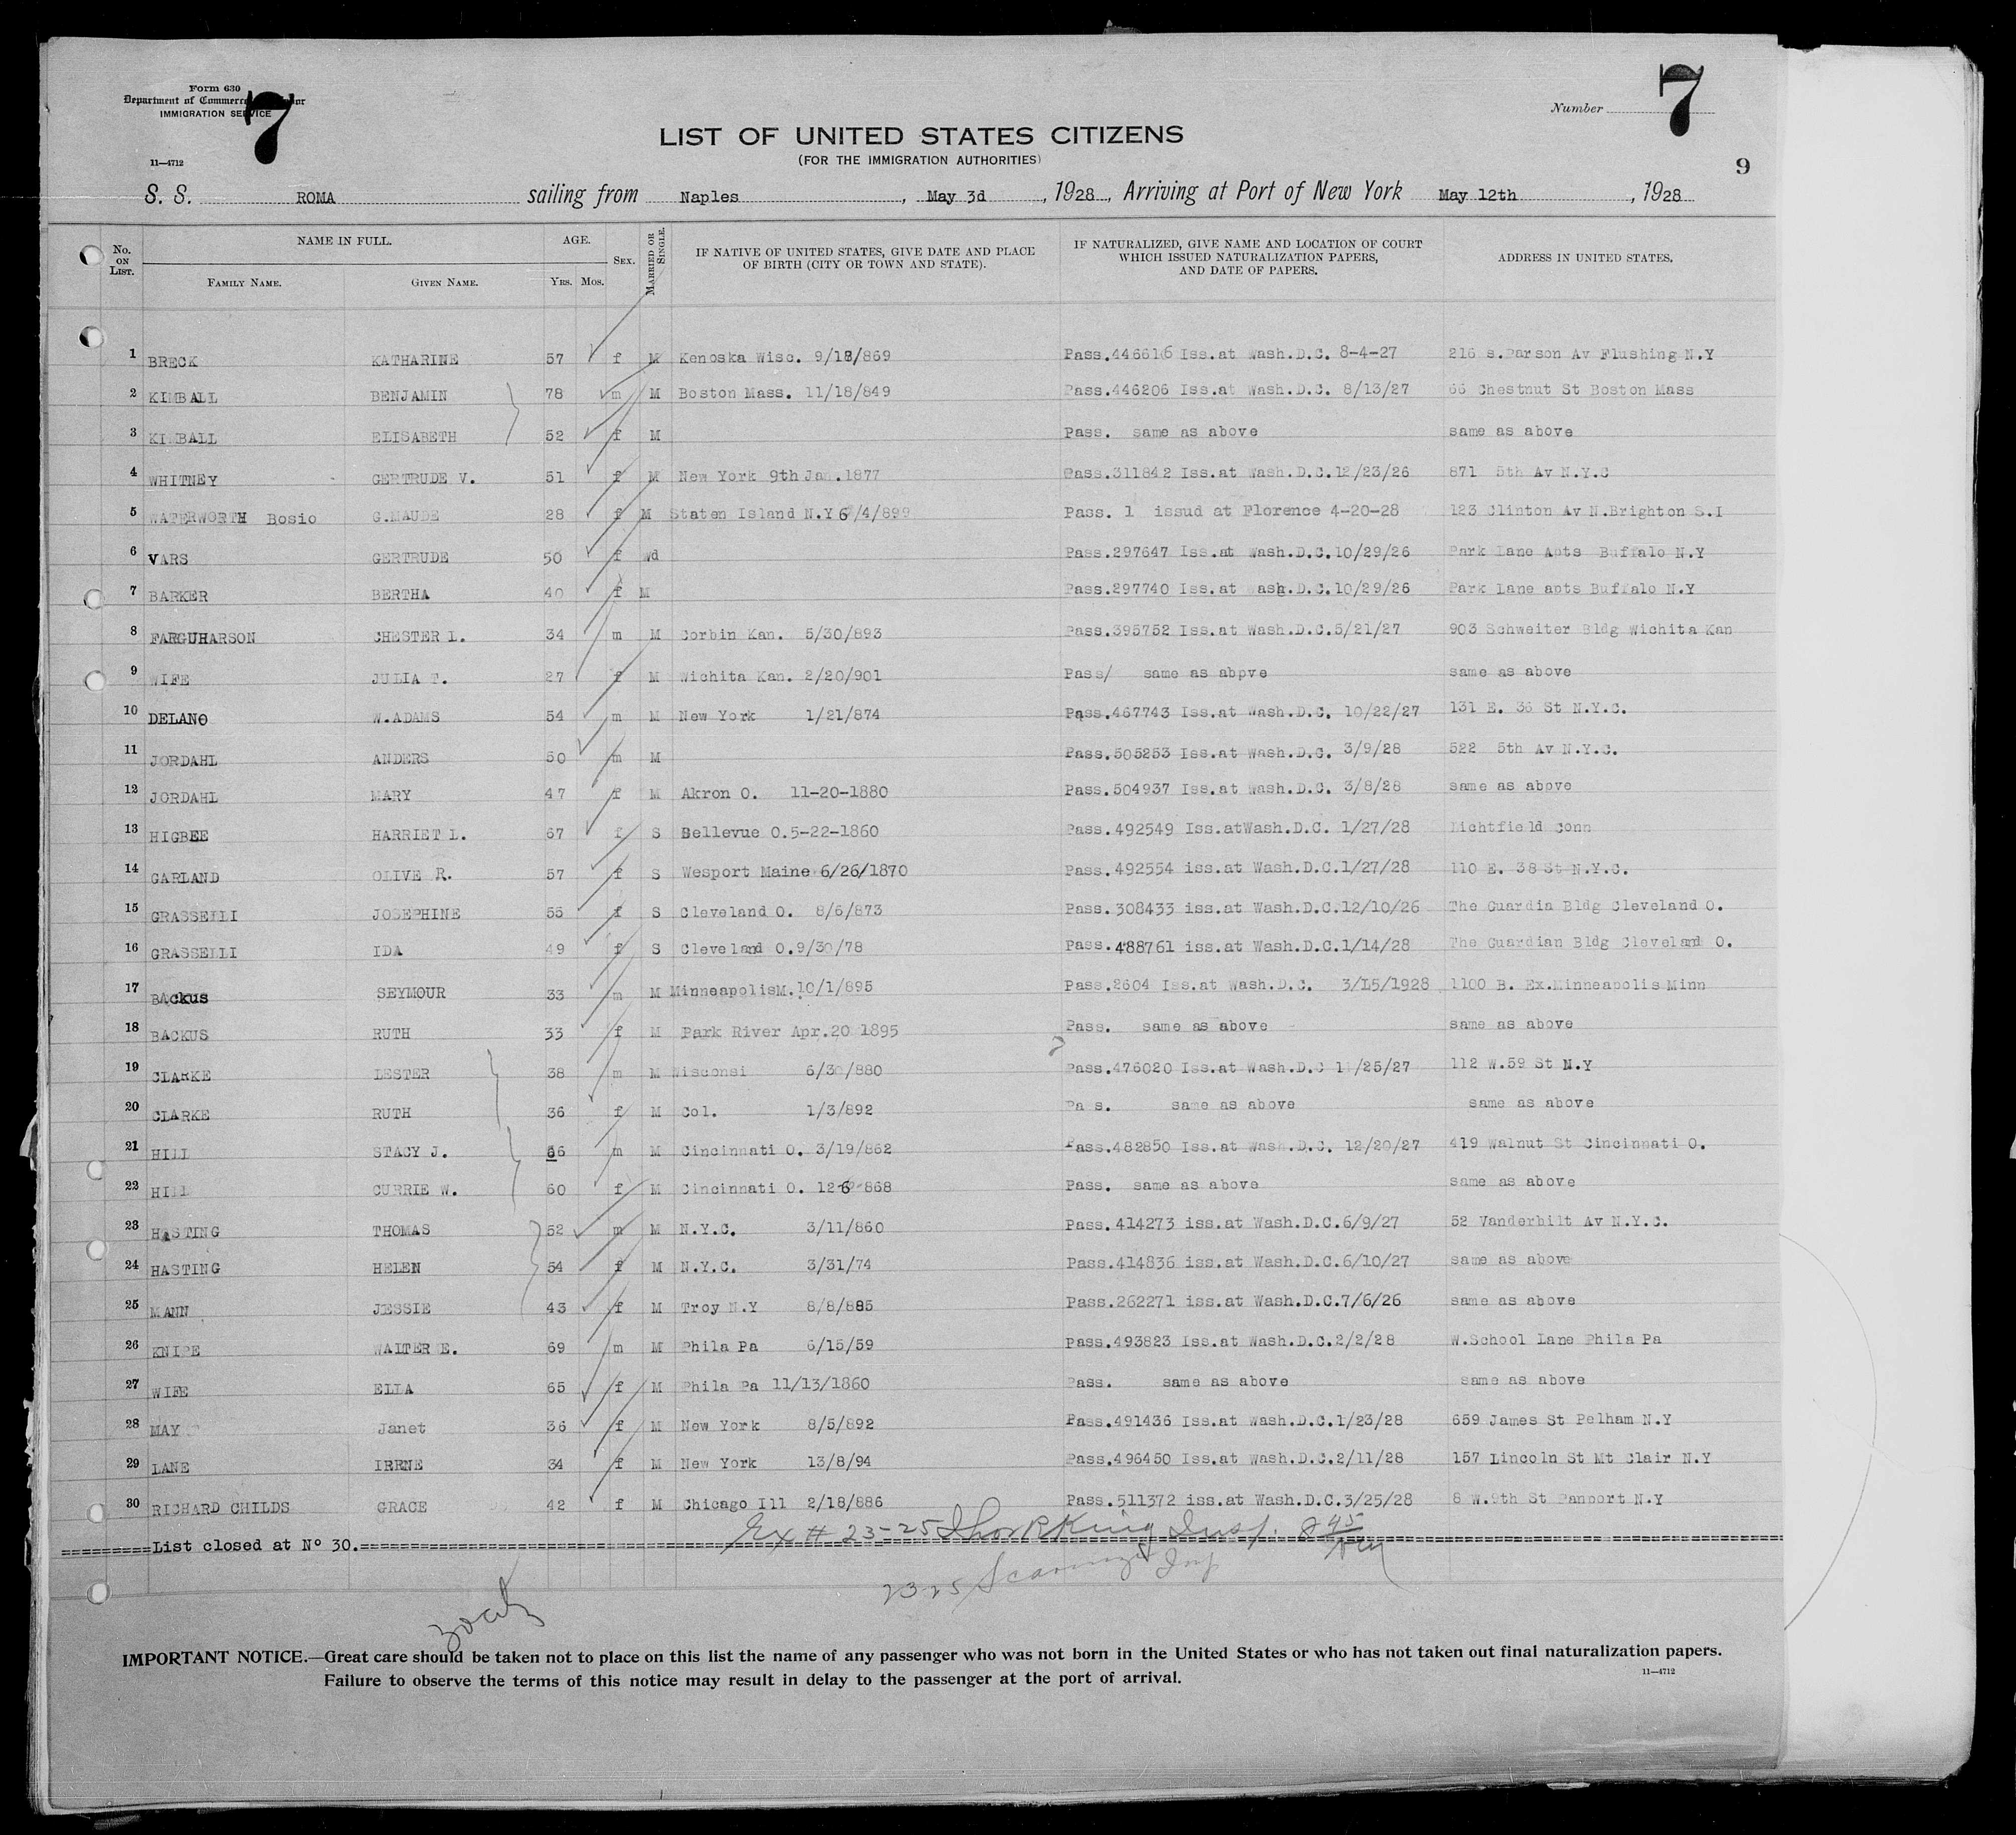 Form 630
Department of Commerce
IMMIGRATION SERVICE
7
11—4712
Number 7
LIST OF UNITED STATES CITIZENS
(FOR THE IMMIGRATION AUTHORITIES)
9
S. S. ROMA sailing from Naples, May 3d, 1928, Arriving at Port of New York May 12th, 1928
No. ON LIST.
NAME IN FULL.
FAMILY NAME. GIVEN NAME.
AGE.
YRS. MOS.
SEX.
MARRIED OR SINGLE.
IF NATIVE OF UNITED STATES, GIVE DATE AND PLACE
OF BIRTH (CITY OR TOWN AND STATE).
IF NATURALIZED, GIVE NAME AND LOCATION OF COURT
WHICH ISSUED NATURALIZATION PAPERS,
AND DATE OF PAPERS.
ADDRESS IN UNITED STATES.
1 BRECK KATHARINE 57 f M Kenoska Wisc. 9/18/869 Pass.446616 Iss.at Wash.D.C. 8-4-27 216 s.Parson Av Flushing N.Y
2 KIMBALL BENJAMIN 78 m M Boston Mass. 11/18/849 Pass.446206 Iss.at Wash.D.C. 8/13/27 66 Chestnut St Boston Mass
3 KIMBALL ELISABETH 52 f M Pass. same as above same as above
4 WHITNEY GERTRUDE V. 51 f M New York 9th Jan.1877 Pass.311842 Iss.at Wash.D.C.12/23/26 871 5th Av N.Y.C
5 WATERWORTH Bosio G.MAUDE 28 f M Staten Island N.Y 6/4/899 Pass. 1 issud at Florence 4-20-28 123 Clinton Av N.Brighton S.I
6 VARS GERTRUDE 50 f Wd Pass.297647 Iss.at Wash.D.C.10/29/26 Park Lane Apts Buffalo N.Y
7 BARKER BERTHA 40 f M Pass.297740 Iss.at Wash.D.C.10/29/26 Park Lane apts Buffalo N.Y
8 FARGUHARSON CHESTER L. 34 m M Corbin Kan. 5/30/893 Pass.395752 Iss.at Wash.D.C.5/21/27 903 Schweiter Bldg Wichita Kan
9 WIFE JULIA T. 27 f M Wichita Kan. 2/20/901 Pass/ same as abpve same as above
10 DELANO W.ADAMS 54 m M New York 1/21/874 Pass.467743 Iss.at Wash.D.C. 10/22/27 131 E. 36 St N.Y.C.
11 JORDAHL ANDERS 50 m M Pass.505253 Iss.at Wash.D.C. 3/9/28 522 5th Av N.Y.C.
12 JORDAHL MARY 47 f M Akron O. 11-20-1880 Pass.504937 Iss.at Wash.D.C. 3/8/28 same as above
13 HIGBEE HARRIET L. 67 f S Bellevue O.5-22-1860 Pass.492549 Iss.atWash.D.C. 1/27/28 Lichtfield Conn
14 GARLAND OLIVE R. 57 f S Wesport Maine 6/26/1870 Pass.492554 iss.at Wash.D.C.1/27/28 110 E. 38 St N.Y.C.
15 GRASSELLI JOSEPHINE 55 f S Cleveland O. 8/6/873 Pass.308433 iss.at Wash.D.C.12/10/26 The Guardia Bldg Cleveland O.
16 GRASSELLI IDA 49 f S Cleveland O.9/30/78 Pass.488761 iss.at Wash.D.C.1/14/28 The Guardian Bldg Cleveland O.
17 BACKUS SEYMOUR 33 m M MinneapolisM.10/1/895 Pass.2604 Iss.at Wash.D.C. 3/15/1928 1100 B. Ex.Minneapolis Minn
18 BACKUS RUTH 33 f M Park River Apr.20 1895 Pass. same as above same as above
19 CLARKE LESTER 38 m M Wisconsi 6/30/880 Pass.476020 Iss.at Wash.D.C 11/25/27 112 W.59 St N.Y
20 CLARKE RUTH 36 f M Col. 1/3/892 Pa s. same as above same as above
21 HILL STACY J. 66 m M Cincinnati O. 3/19/862 Pass.482850 Iss.at Wash.D.C. 12/20/27 419 Walnut St Cincinnati O.
22 HILL CURRIE W. 60 f M Cincinnati O. 12-6-868 Pass. same as above same as above
23 HASTING THOMAS 52 m M N.Y.C. 3/11/860 Pass.414273 iss.at Wash.D.C.6/9/27 52 Vanderbilt Av N.Y.C.
24 HASTING HELEN 54 f M N.Y.C. 3/31/74 Pass.414836 iss.at Wash.D.C.6/10/27 same as above
25 MANN JESSIE 43 f M Troy N.Y 8/8/885 Pass.262271 iss.at Wash.D.C.7/6/26 same as above
26 KNIPE WALTER E. 69 m M Phila Pa 6/15/59 Pass.493823 Iss.at Wash.D.C.2/2/28 W.School Lane Phila Pa
27 WIFE ELLA 65 f M Phila Pa 11/13/1860 Pass. same as above same as above
28 MAY Janet 36 f M New York 8/5/892 Pass.491436 Iss.at Wash.D.C.1/23/28 659 James St Pelham N.Y
29 LANE IRENE 34 f M New York 13/8/94 Pass.496450 Iss.at Wash.D.C.2/11/28 157 Lincoln St Mt Clair N.Y
30 RICHARD CHILDS GRACE 42 f M Chicago Ill 2/18/886 Pass.511372 iss.at Wash.D.C.3/25/28 8 W.9th St Panport N.Y
Ex # 23-25 King Insp. 8 45
List closed at Nº 30.
2325 Insp
IMPORTANT NOTICE.—Great care should be taken not to place on this list the name of any passenger who was not born in the United States or who has not taken out final naturalization papers.
Failure to observe the terms of this notice may result in delay to the passenger at the port of arrival.
11—4712